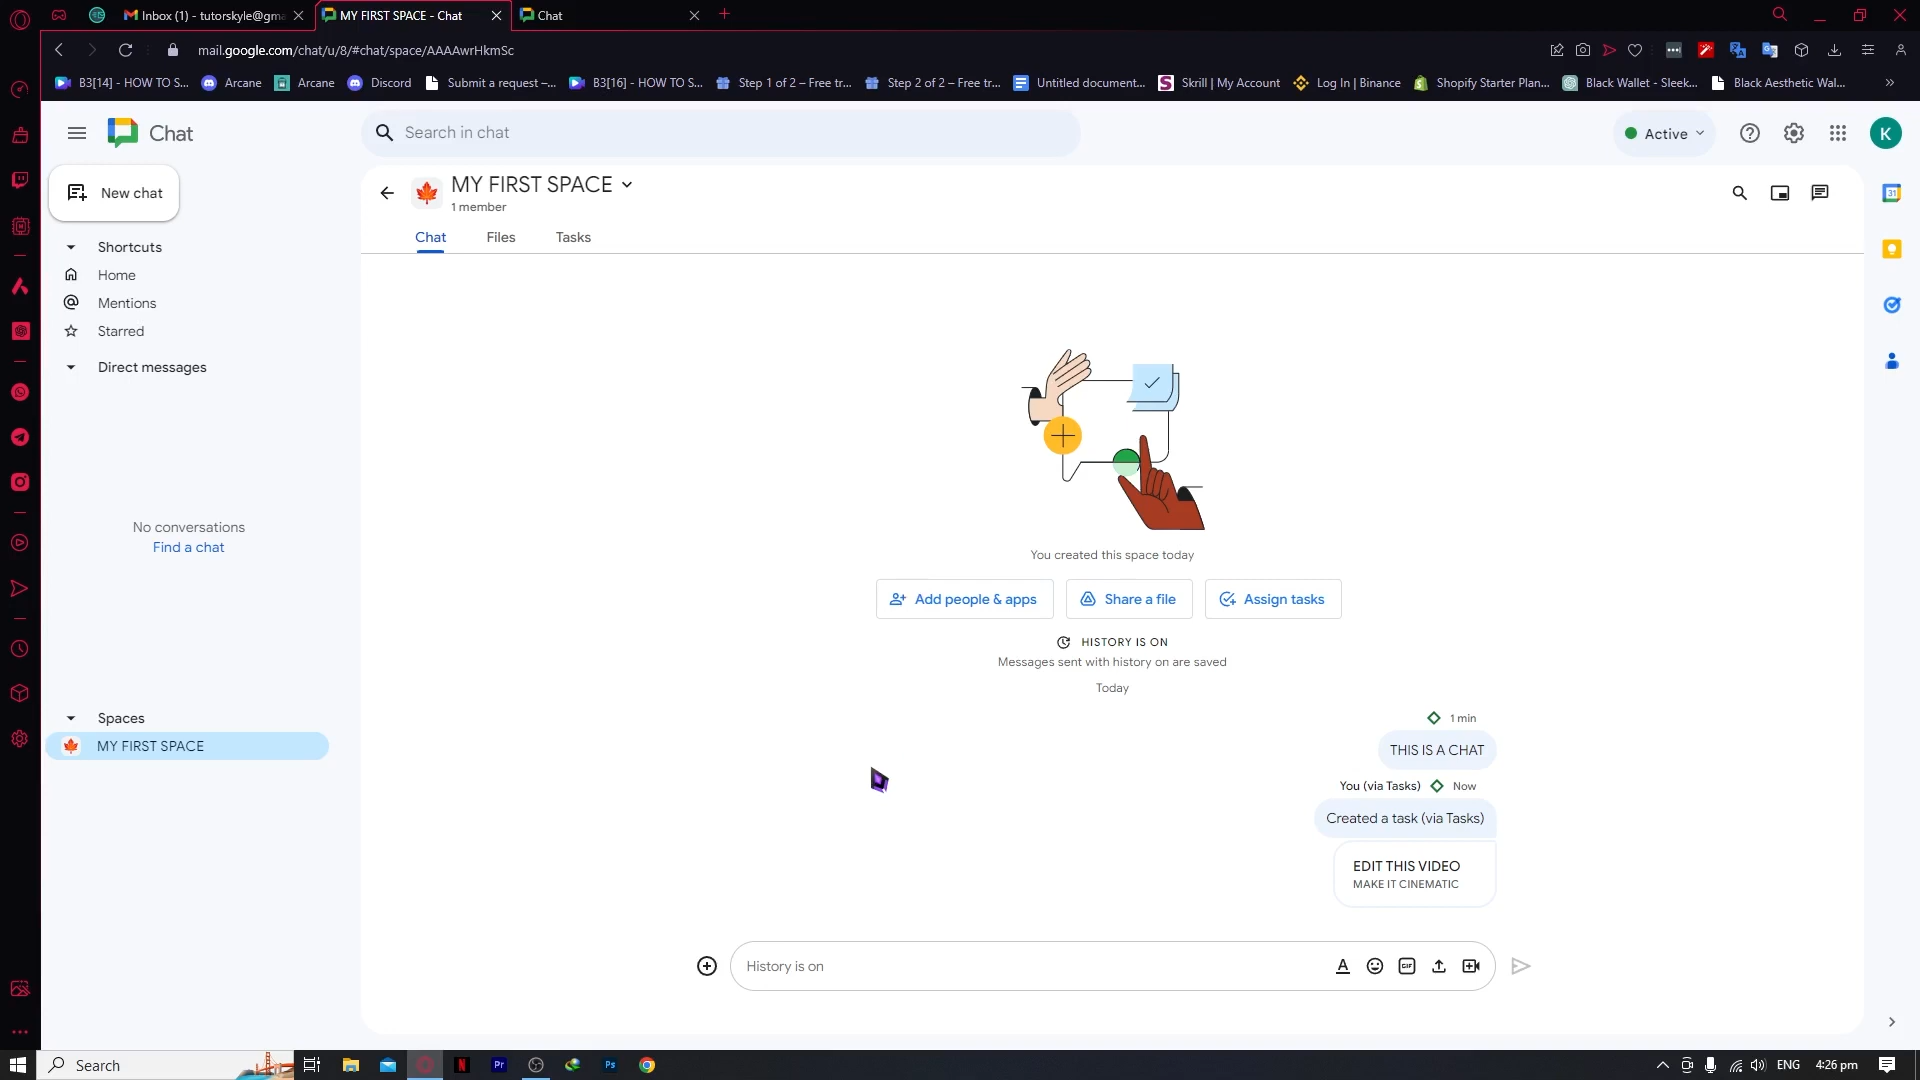 Inbox (1) - tutorskyle@gma
MY FIRST SPACE - Chat
Chat
mail.google.com/chat/u/8/#chat/space/AAAAwrHkmSc
B3[14] - HOW TO S...
Arcane
Arcane
Discord
Submit a request –...
B3[16] - HOW TO S...
Step 1 of 2 – Free tr...
Step 2 of 2 – Free tr...
Untitled document...
Skrill | My Account
Log In | Binance
Shopify Starter Plan...
Black Wallet - Sleek...
Black Aesthetic Wal...
Chat
Search in chat
Active
K
New chat
MY FIRST SPACE
1 member
Chat
Files
Tasks
Shortcuts
Home
Mentions
Starred
Direct messages
No conversations
Find a chat
Spaces
MY FIRST SPACE
You created this space today
Add people & apps
Share a file
Assign tasks
HISTORY IS ON
Messages sent with history on are saved
Today
1 min
THIS IS A CHAT
You (via Tasks)
Now
Created a task (via Tasks)
EDIT THIS VIDEO
MAKE IT CINEMATIC
History is on
GIF
31
Search
N
Pr
Ps
ENG
4:26 pm